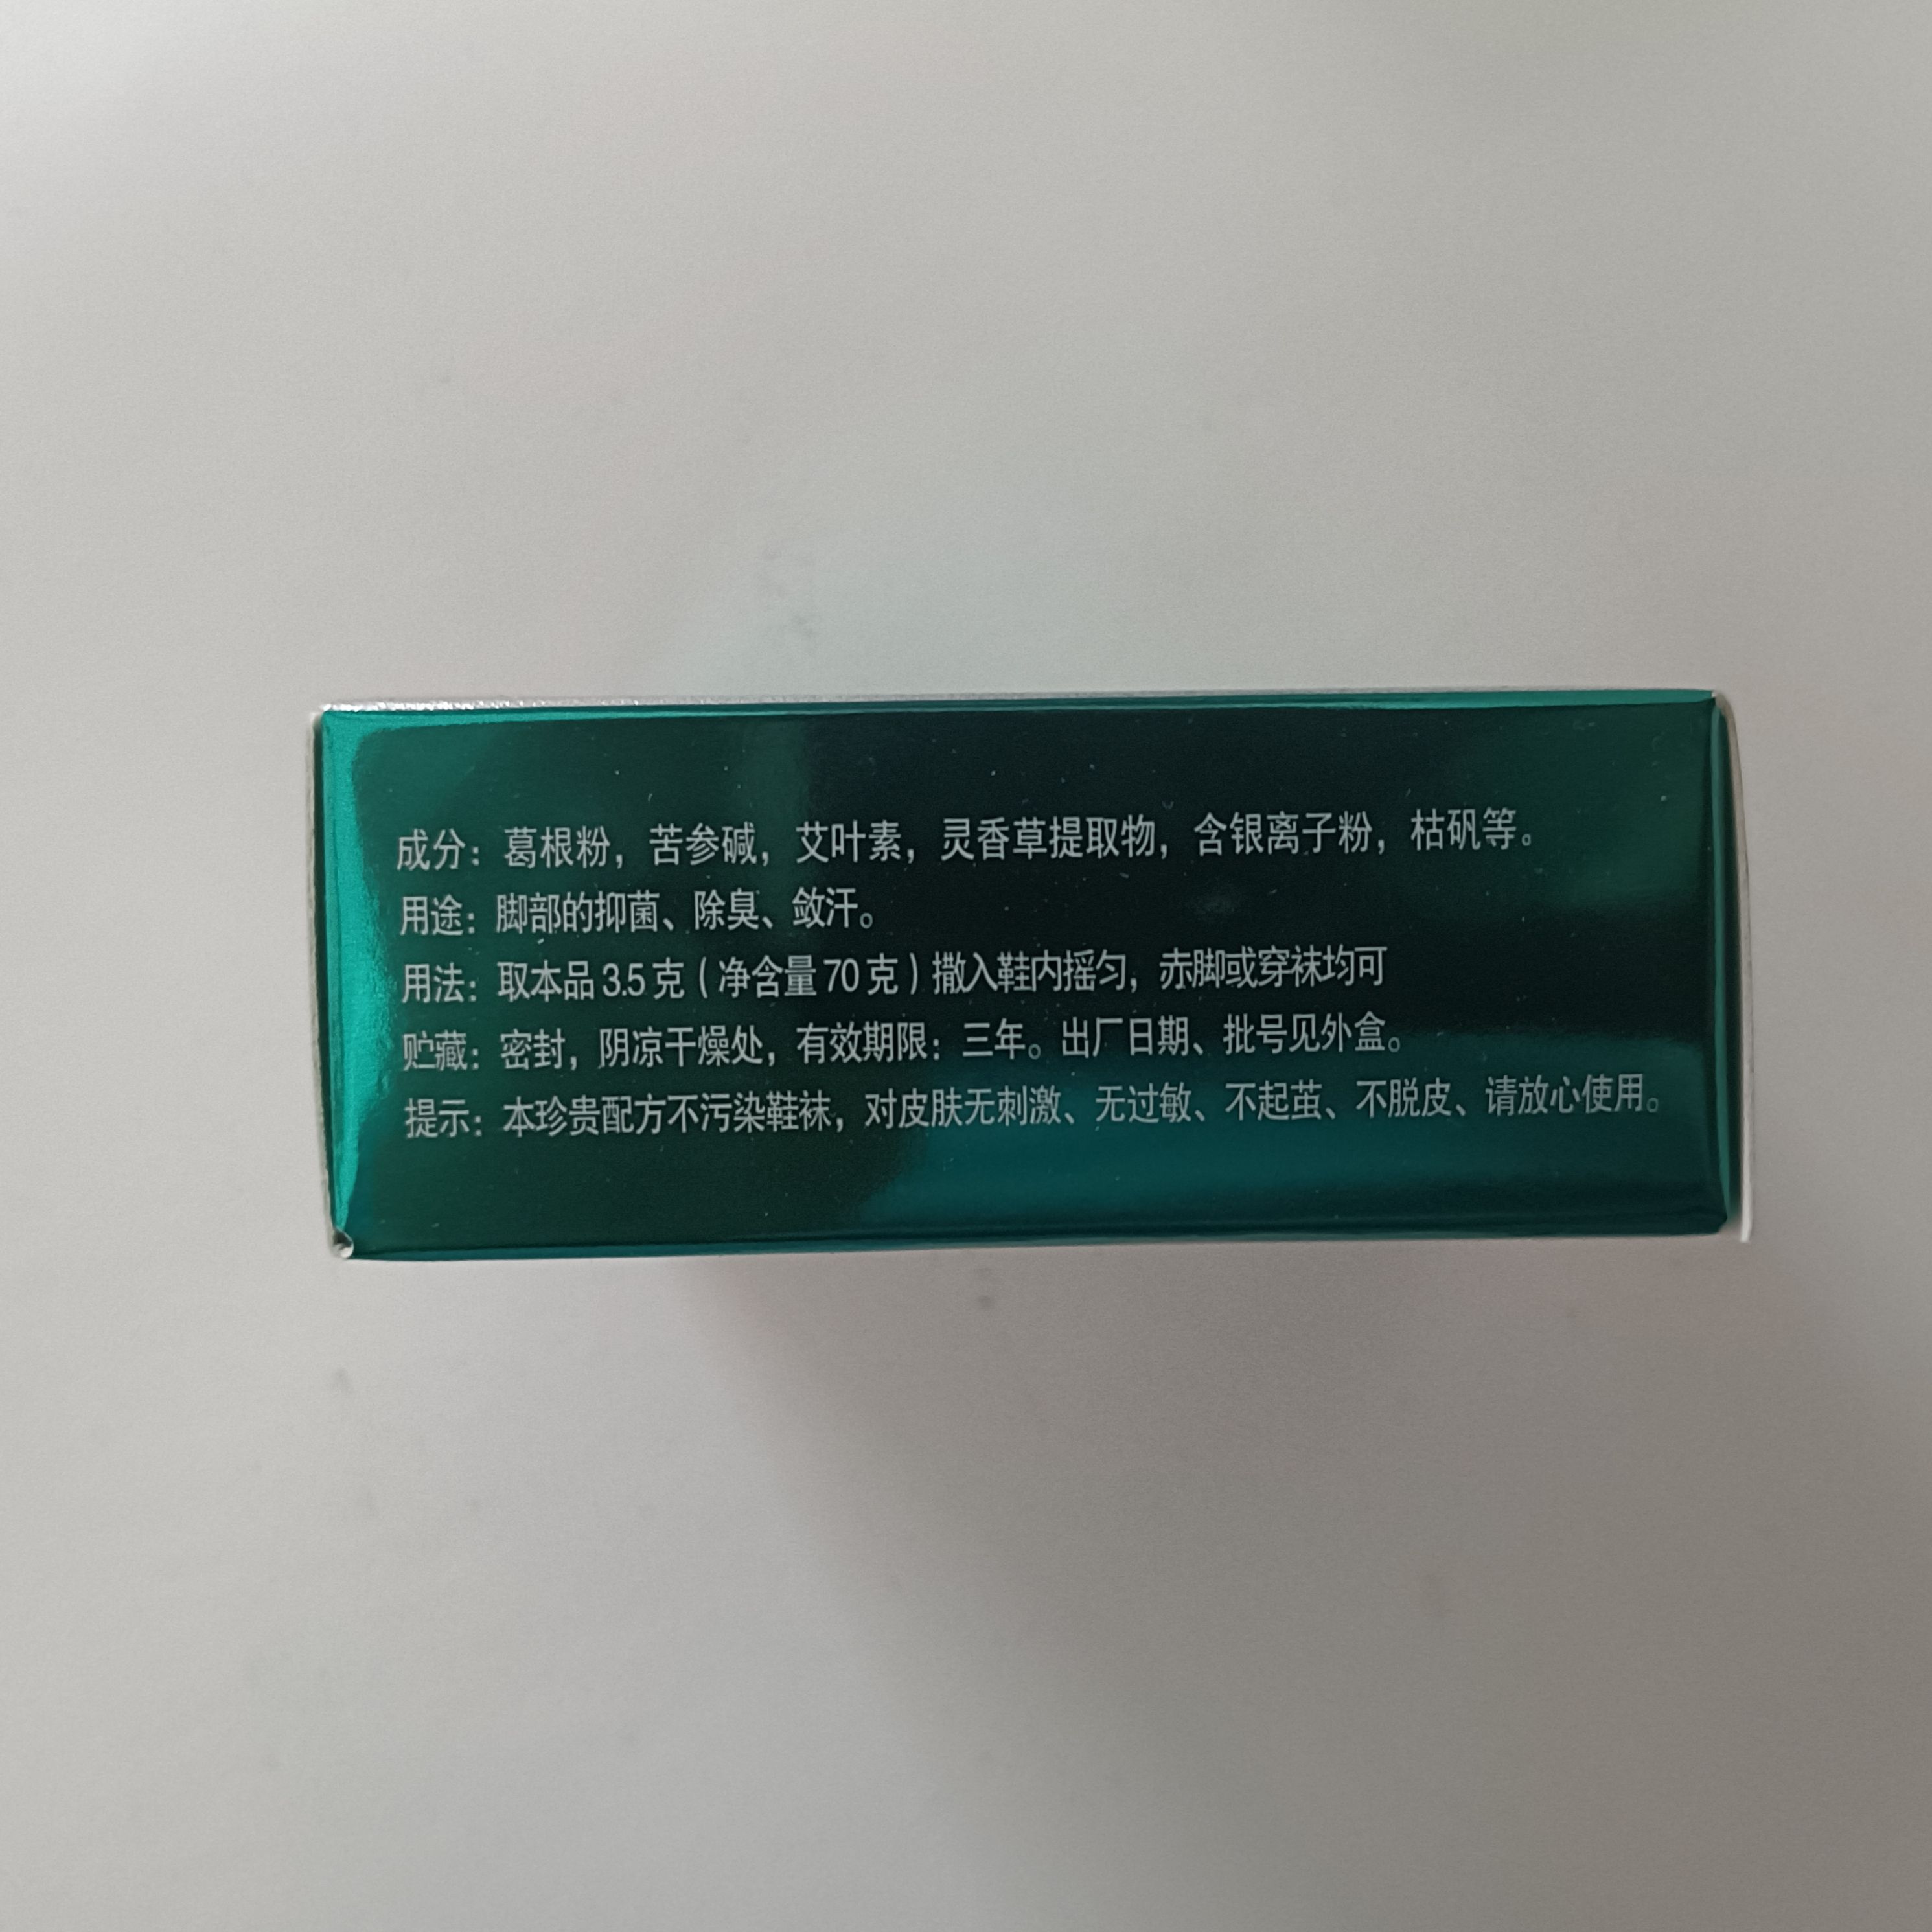 成分：葛根粉，苦参碱，艾叶素，灵香草提取物，含银离子粉，枯矾等。
用途：脚部的抑菌、除臭、敛汗。
用法：取本品3.5克（净含量70克）撒入鞋内摇匀，赤脚或穿袜均可
贮藏：密封，阴凉干燥处，有效期限：三年。出厂日期、批号见外盒。
提示：本珍贵配方不污染鞋袜，对皮肤无刺激、无过敏、不起茧、不脱皮、请放心使用。